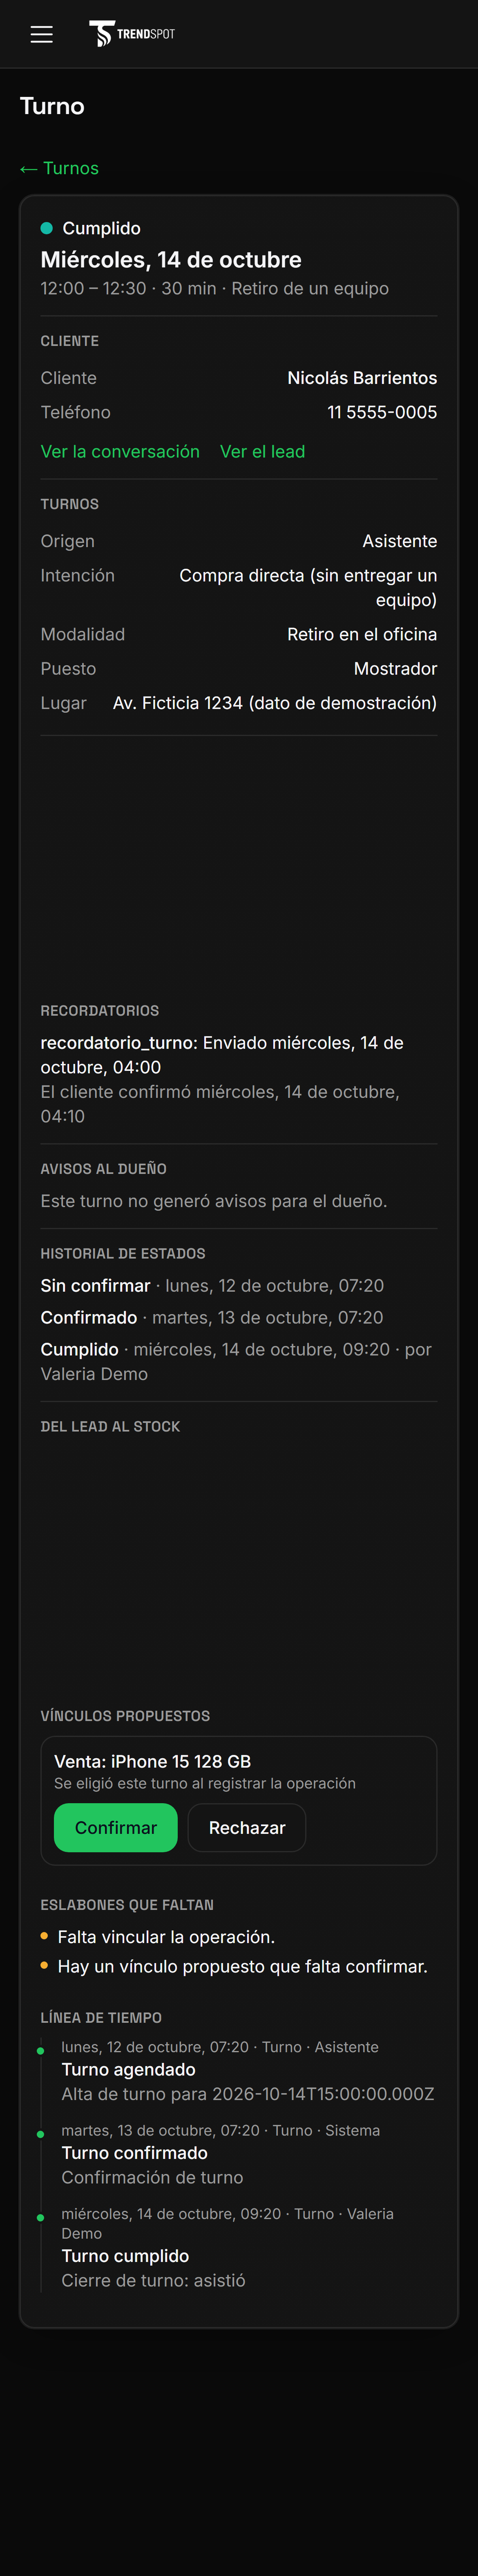 TRENDSPOT
Turno
← Turnos
Cumplido
Miércoles, 14 de octubre
12:00 – 12:30 · 30 min · Retiro de un equipo
CLIENTE
Cliente Nicolás Barrientos
Teléfono 11 5555-0005
Ver la conversación Ver el lead
TURNOS
Origen Asistente
Intención Compra directa (sin entregar un
equipo)
Modalidad Retiro en el oficina
Puesto Mostrador
Lugar Av. Ficticia 1234 (dato de demostración)
RECORDATORIOS
recordatorio_turno: Enviado miércoles, 14 de
octubre, 04:00
El cliente confirmó miércoles, 14 de octubre,
04:10
AVISOS AL DUEÑO
Este turno no generó avisos para el dueño.
HISTORIAL DE ESTADOS
Sin confirmar · lunes, 12 de octubre, 07:20
Confirmado · martes, 13 de octubre, 07:20
Cumplido · miércoles, 14 de octubre, 09:20 · por
Valeria Demo
DEL LEAD AL STOCK
VÍNCULOS PROPUESTOS
Venta: iPhone 15 128 GB
Se eligió este turno al registrar la operación
Confirmar Rechazar
ESLABONES QUE FALTAN
Falta vincular la operación.
Hay un vínculo propuesto que falta confirmar.
LÍNEA DE TIEMPO
lunes, 12 de octubre, 07:20 · Turno · Asistente
Turno agendado
Alta de turno para 2026-10-14T15:00:00.000Z
martes, 13 de octubre, 07:20 · Turno · Sistema
Turno confirmado
Confirmación de turno
miércoles, 14 de octubre, 09:20 · Turno · Valeria
Demo
Turno cumplido
Cierre de turno: asistió